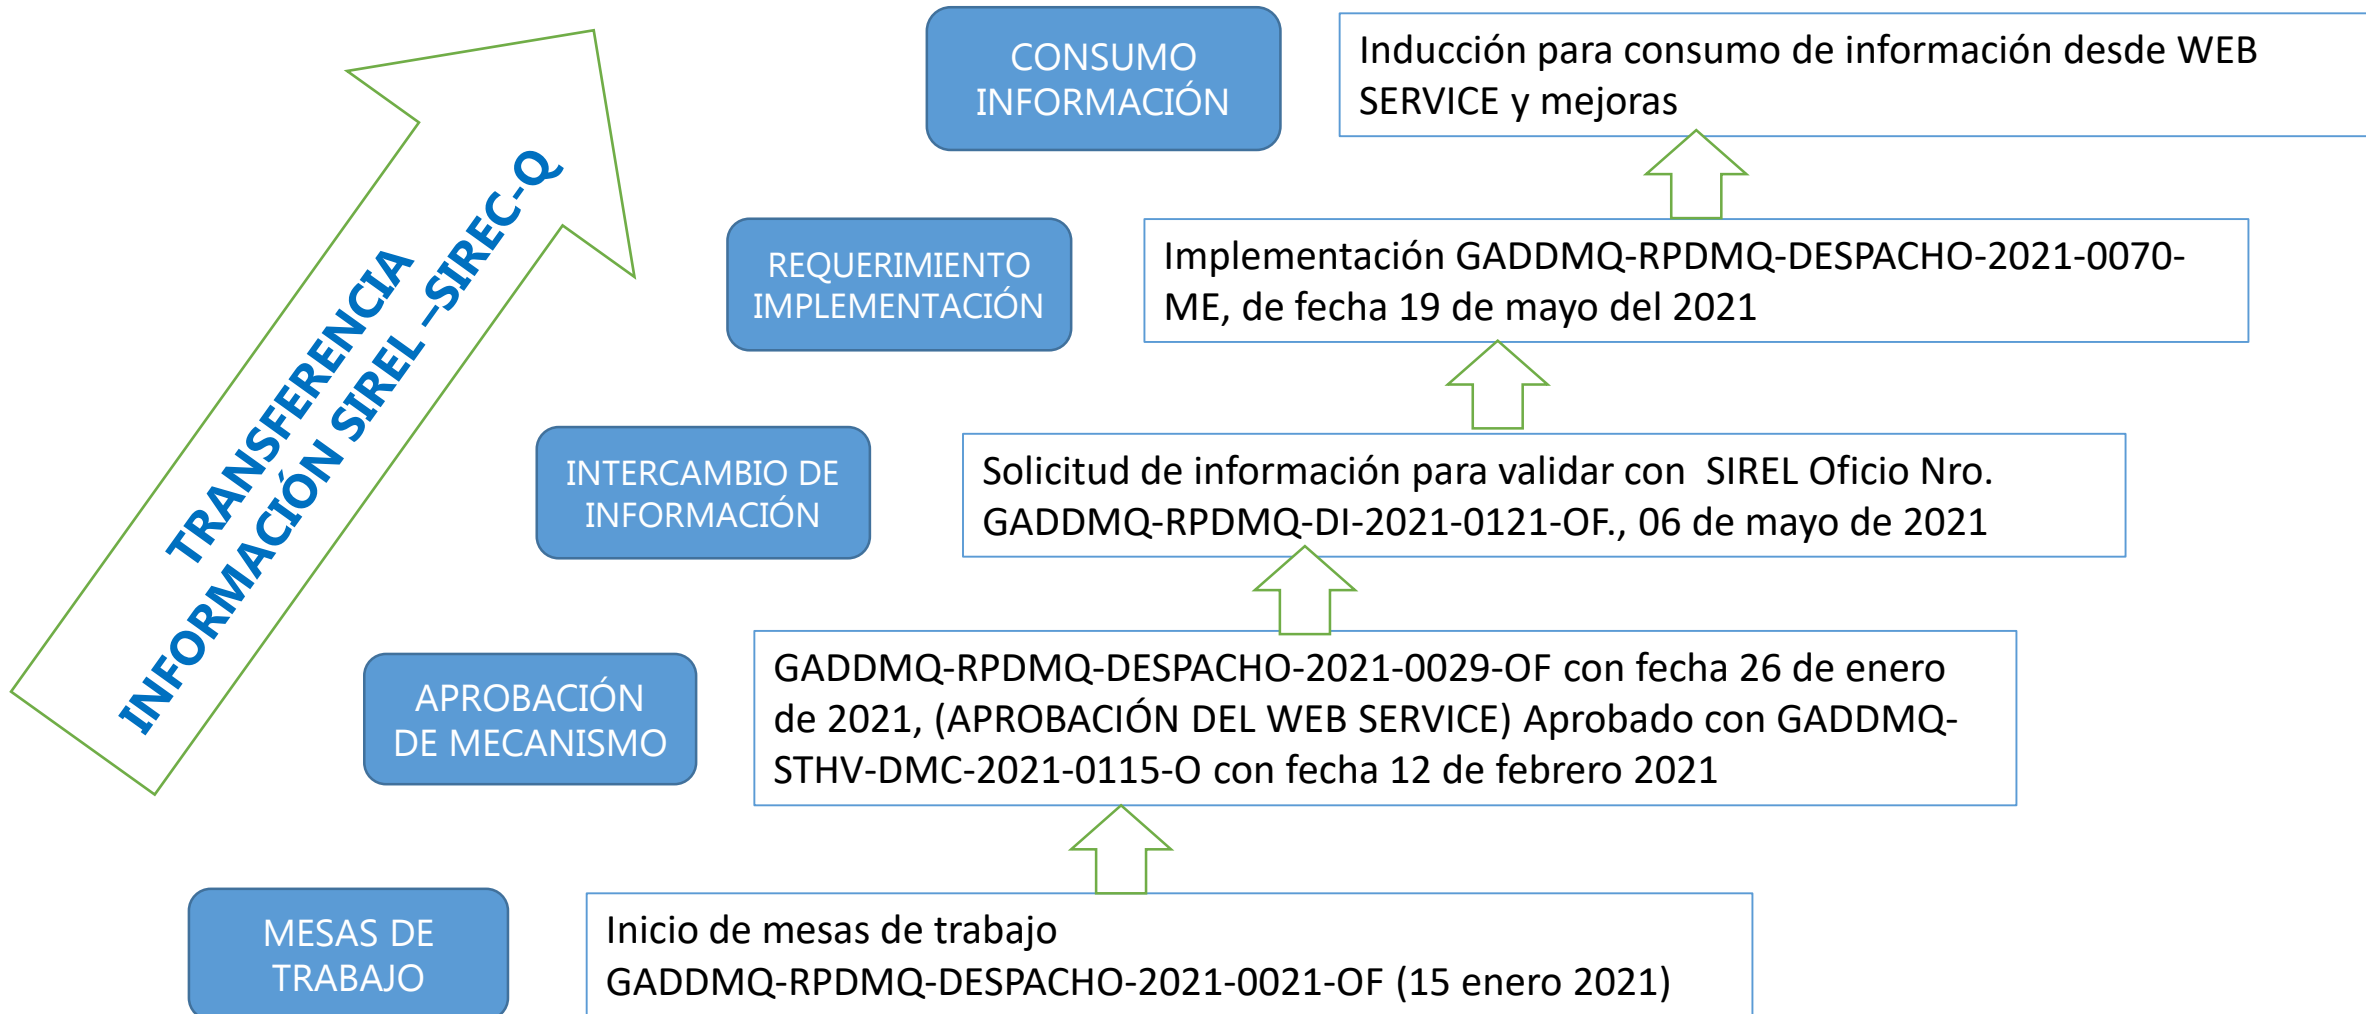 TRANSFERENCIA
INFORMACIÓN SIREL –SIREC-Q
CONSUMO
INFORMACIÓN
Inducción para consumo de información desde WEB
SERVICE y mejoras
REQUERIMIENTO
IMPLEMENTACIÓN
Implementación GADDMQ-RPDMQ-DESPACHO-2021-0070-
ME, de fecha 19 de mayo del 2021
INTERCAMBIO DE
INFORMACIÓN
Solicitud de información para validar con  SIREL Oficio Nro.
GADDMQ-RPDMQ-DI-2021-0121-OF., 06 de mayo de 2021
APROBACIÓN
DE MECANISMO
GADDMQ-RPDMQ-DESPACHO-2021-0029-OF con fecha 26 de enero
de 2021, (APROBACIÓN DEL WEB SERVICE) Aprobado con GADDMQ-
STHV-DMC-2021-0115-O con fecha 12 de febrero 2021
MESAS DE
TRABAJO
Inicio de mesas de trabajo
GADDMQ-RPDMQ-DESPACHO-2021-0021-OF (15 enero 2021)